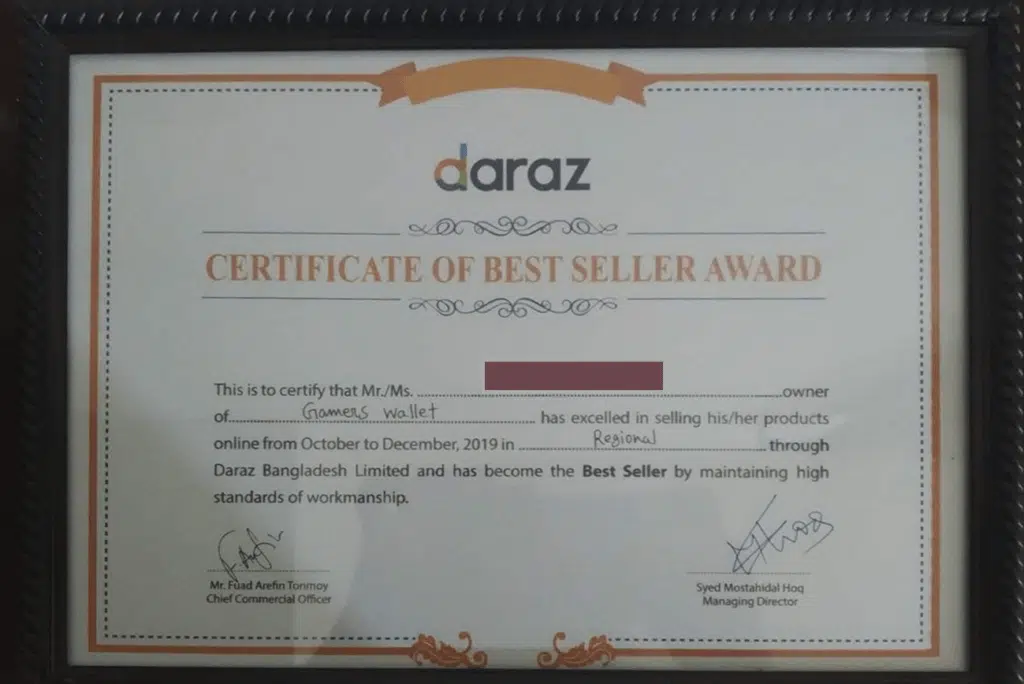 daraz
CERTIFICATE OF BEST SELLER AWARD
This is to certify that Mr./Ms. ........owner
of........Gamers wallet........ has excelled in selling his/her products
online from October to December, 2019 in ........Regional........ through
Daraz Bangladesh Limited and has become the Best Seller by maintaining high
standards of workmanship.
Mr. Fuad Arefin Tonmoy
Chief Commercial Officer
Syed Mostahidal Hoq
Managing Director